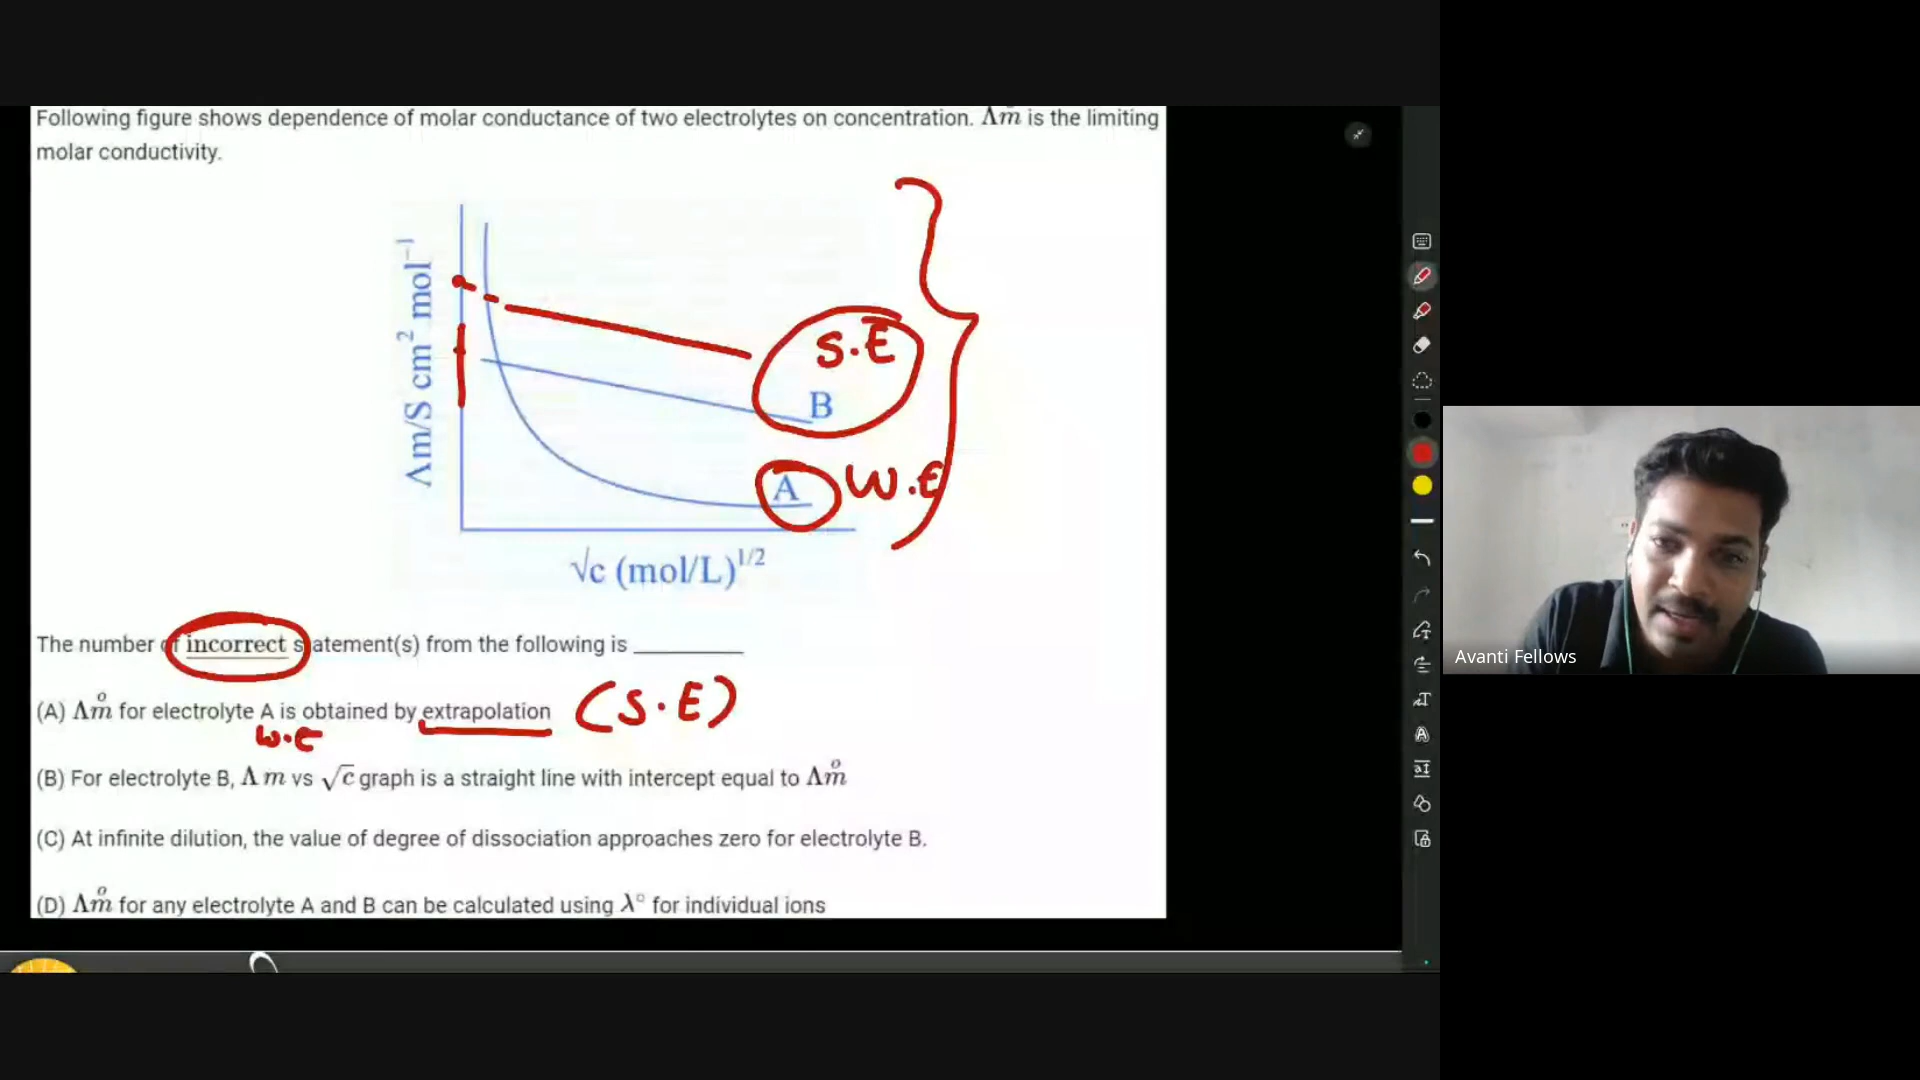 Following figure shows dependence of molar conductance of two electrolytes on concentration. Λm̊ is the limiting
molar conductivity.
Λm/S cm² mol⁻¹
S.E
B
A
W.E
√c (mol/L)^1/2
The number of incorrect statement(s) from the following is ________
(A) Λm̊ for electrolyte A is obtained by extrapolation (S.E)
W.E
(B) For electrolyte B, Λ m vs √c graph is a straight line with intercept equal to Λm̊
(C) At infinite dilution, the value of degree of dissociation approaches zero for electrolyte B.
(D) Λm̊ for any electrolyte A and B can be calculated using λ° for individual ions
Avanti Fellows